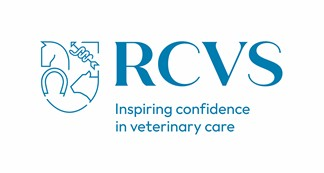 RCVS
Inspiring confidence
in veterinary care